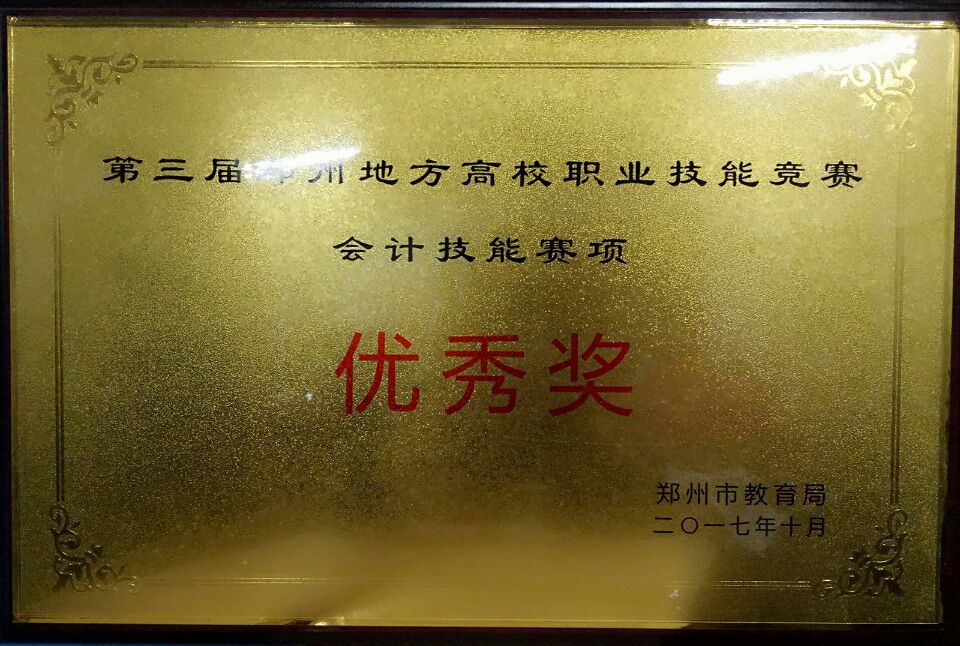 第三届郑州地方高校职业技能竞赛
会计技能赛项
优秀奖
郑州市教育局
二〇一七年十月